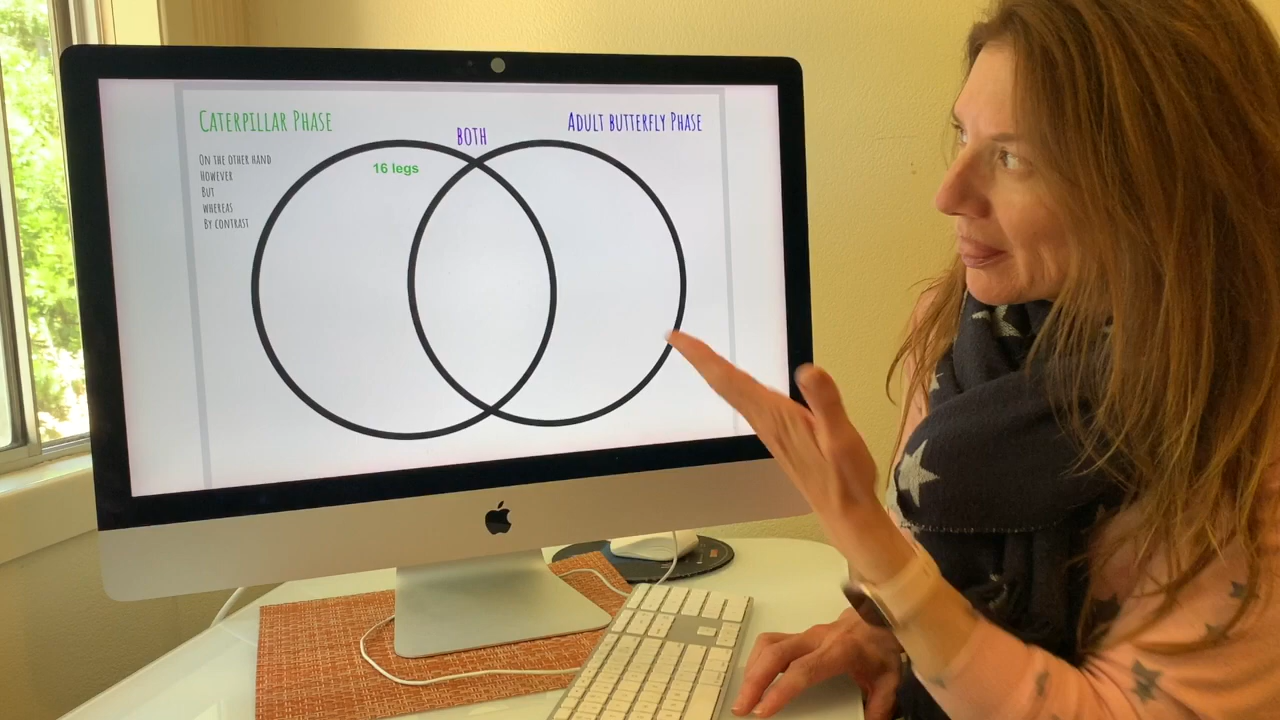 CATERPILLAR PHASE
BOTH
ADULT BUTTERFLY PHASE
ON THE OTHER HAND
HOWEVER
BUT
WHEREAS
BY CONTRAST
16 legs